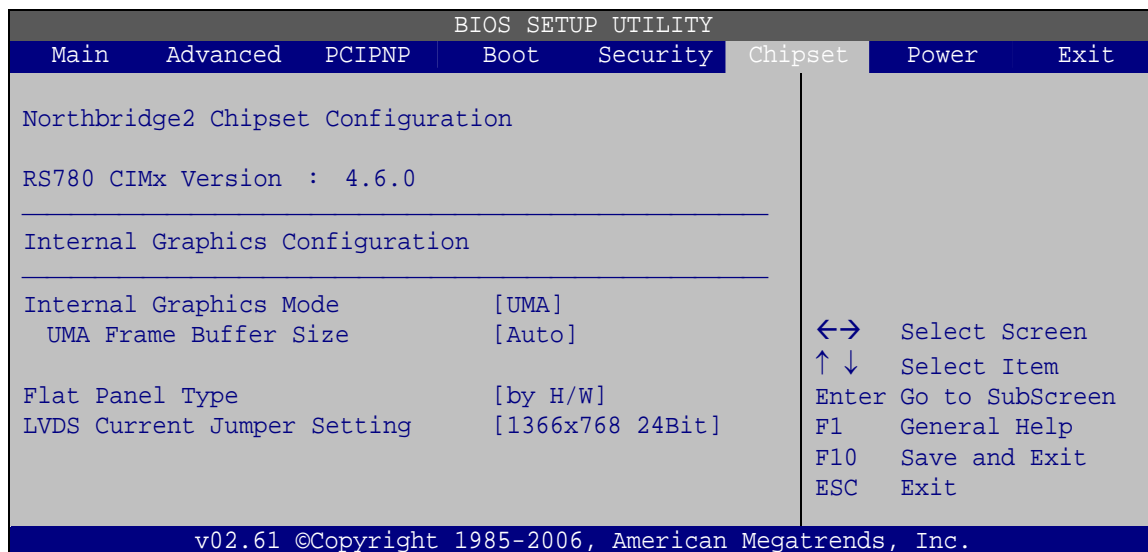 BIOS SETUP UTILITY
Main Advanced PCIPNP Boot Security Chipset Power Exit
Northbridge2 Chipset Configuration
RS780 CIMx Version : 4.6.0
Internal Graphics Configuration
Internal Graphics Mode [UMA]
UMA Frame Buffer Size [Auto]
Flat Panel Type [by H/W]
LVDS Current Jumper Setting [1366x768 24Bit]
←→ Select Screen
↑↓ Select Item
Enter Go to SubScreen
F1 General Help
F10 Save and Exit
ESC Exit
v02.61 ©Copyright 1985-2006, American Megatrends, Inc.